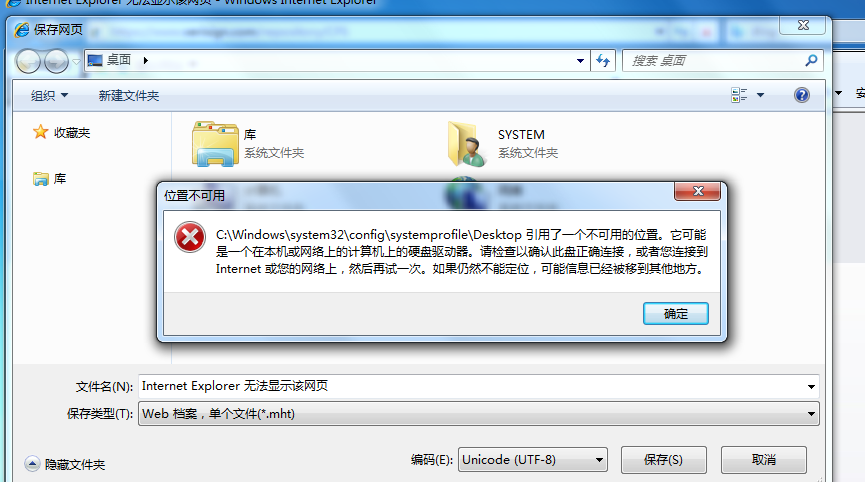 Internet Explorer 无法显示该网页 - Windows Internet Explorer
保存网页
桌面
搜索 桌面
组织
新建文件夹
安
收藏夹
库
系统文件夹
SYSTEM
系统文件夹
库
计算机
网络
位置不可用
C:\Windows\system32\config\systemprofile\Desktop 引用了一个不可用的位置。它可能
是一个在本机或网络上的计算机上的硬盘驱动器。请检查以确认此盘正确连接，或者您连接到
Internet 或您的网络上，然后再试一次。如果仍然不能定位，可能信息已经被移到其他地方。
确定
文件名(N):
Internet Explorer 无法显示该网页
保存类型(T):
Web 档案，单个文件(*.mht)
隐藏文件夹
编码(E):
Unicode (UTF-8)
保存(S)
取消